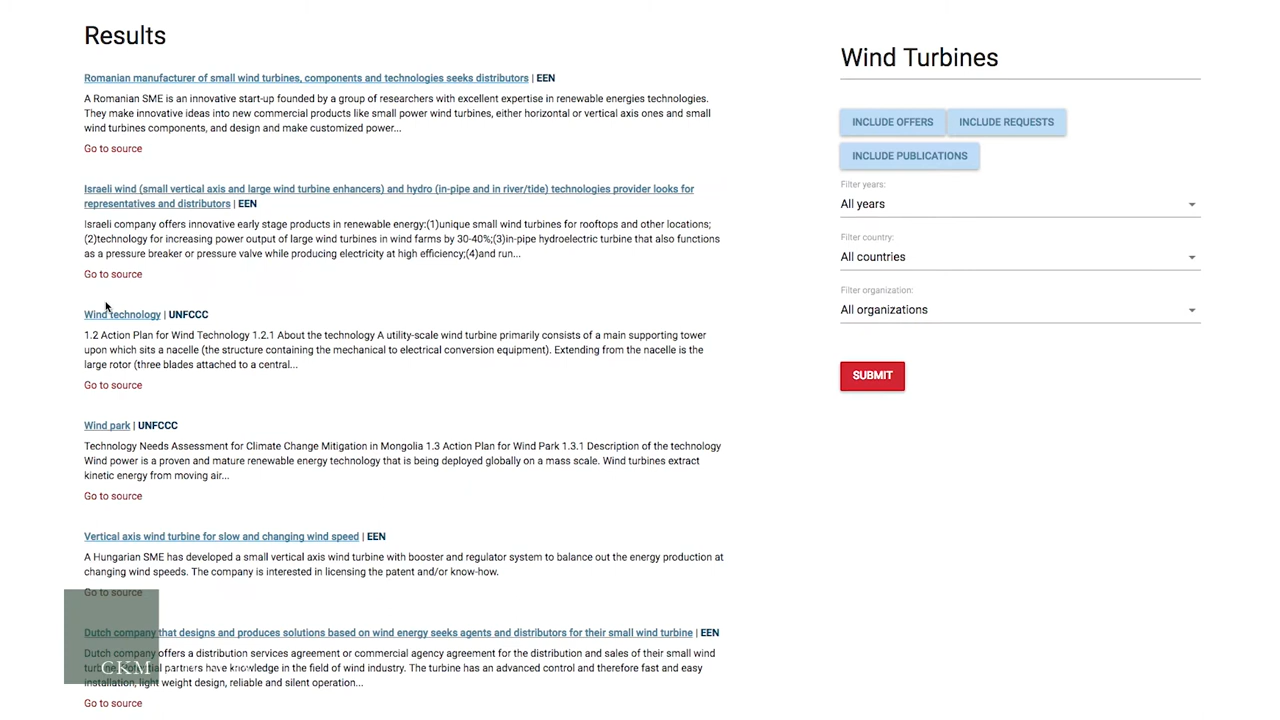 Results
Romanian manufacturer of small wind turbines, components and technologies seeks distributors | EEN
A Romanian SME is an innovative start-up founded by a group of researchers with excellent expertise in renewable energies technologies.
They make innovative ideas into new commercial products like small power wind turbines, either horizontal or vertical axis ones and small
wind turbines components, and design and make customized power...
Go to source
Israeli wind (small vertical axis and large wind turbine enhancers) and hydro (in-pipe and in river/tide) technologies provider looks for
representatives and distributors | EEN
Israeli company offers innovative early stage products in renewable energy:(1)unique small wind turbines for rooftops and other locations;
(2)technology for increasing power output of large wind turbines in wind farms by 30-40%;(3)in-pipe hydroelectric turbine that also functions
as a pressure breaker or pressure valve while producing electricity at high efficiency;(4)and run...
Go to source
Wind technology | UNFCCC
1.2 Action Plan for Wind Technology 1.2.1 About the technology A utility-scale wind turbine primarily consists of a main supporting tower
upon which sits a nacelle (the structure containing the mechanical to electrical conversion equipment). Extending from the nacelle is the
large rotor (three blades attached to a central...
Go to source
Wind park | UNFCCC
Technology Needs Assessment for Climate Change Mitigation in Mongolia 1.3 Action Plan for Wind Park 1.3.1 Description of the technology
Wind power is a proven and mature renewable energy technology that is being deployed globally on a mass scale. Wind turbines extract
kinetic energy from moving air...
Go to source
Vertical axis wind turbine for slow and changing wind speed | EEN
A Hungarian SME has developed a small vertical axis wind turbine with booster and regulator system to balance out the energy production at
changing wind speeds. The company is interested in licensing the patent and/or know-how.
Go to source
Dutch company that designs and produces solutions based on wind energy seeks agents and distributors for their small wind turbine | EEN
Dutch company offers a distribution services agreement or commercial agency agreement for the distribution and sales of their small wind
turbine. Potential partners have knowledge in the field of wind industry. The turbine has an advanced control and therefore fast and easy
installation, light weight design, reliable and silent operation...
Go to source
CKM
Wind Turbines
INCLUDE OFFERS
INCLUDE REQUESTS
INCLUDE PUBLICATIONS
Filter years:
All years
Filter country:
All countries
Filter organization:
All organizations
SUBMIT